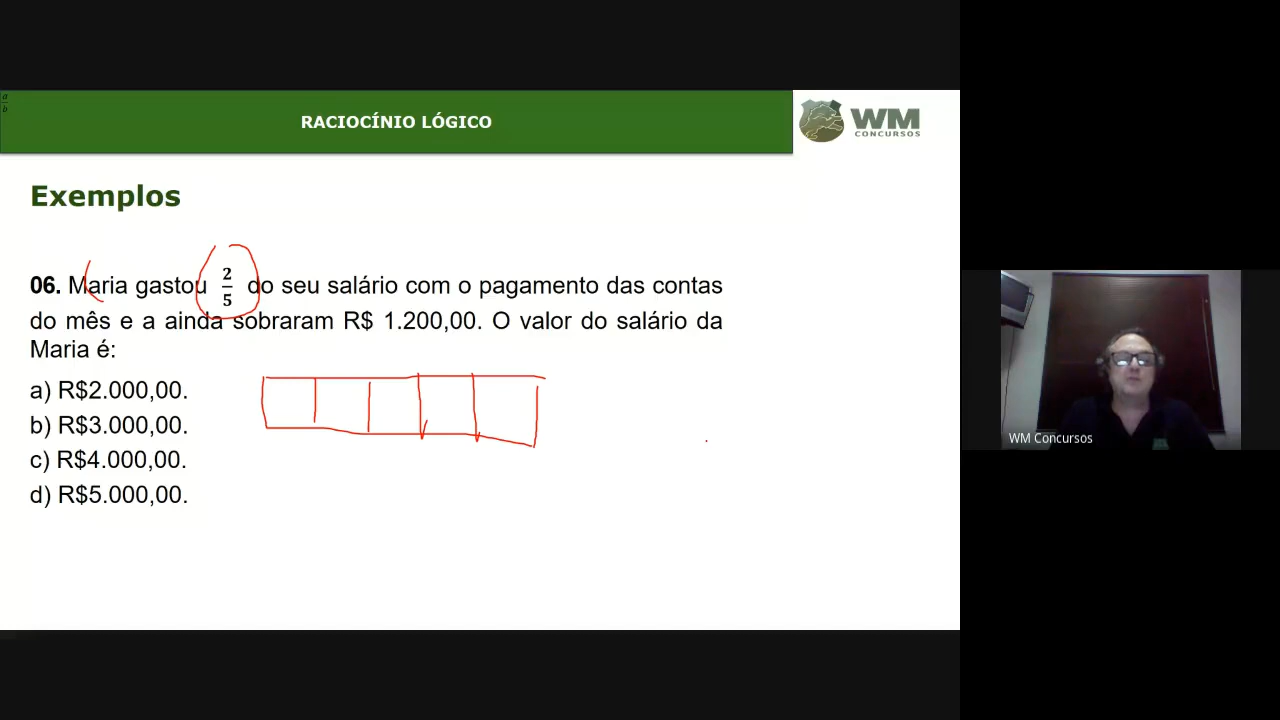 a
b
RACIOCÍNIO LÓGICO
WM
CONCURSOS
Exemplos
06. Maria gastou 2/5 do seu salário com o pagamento das contas
do mês e a ainda sobraram R$ 1.200,00. O valor do salário da
Maria é:
a) R$2.000,00.
b) R$3.000,00.
c) R$4.000,00.
d) R$5.000,00.
WM Concursos